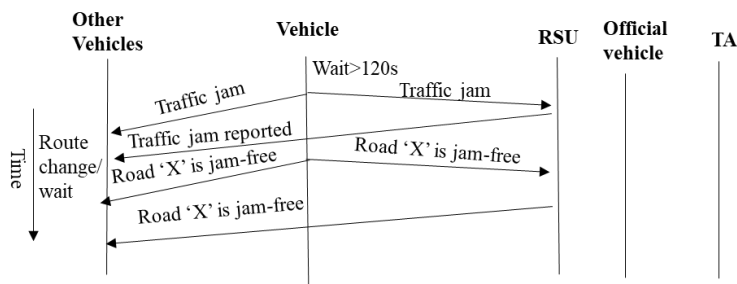 Other
Vehicles
Vehicle
RSU
Official
vehicle
TA
Wait>120s
Traffic jam
Traffic jam
Traffic jam reported
Time
Route
change/
wait
Road ‘X’ is jam-free
Road ‘X’ is jam-free
Road ‘X’ is jam-free